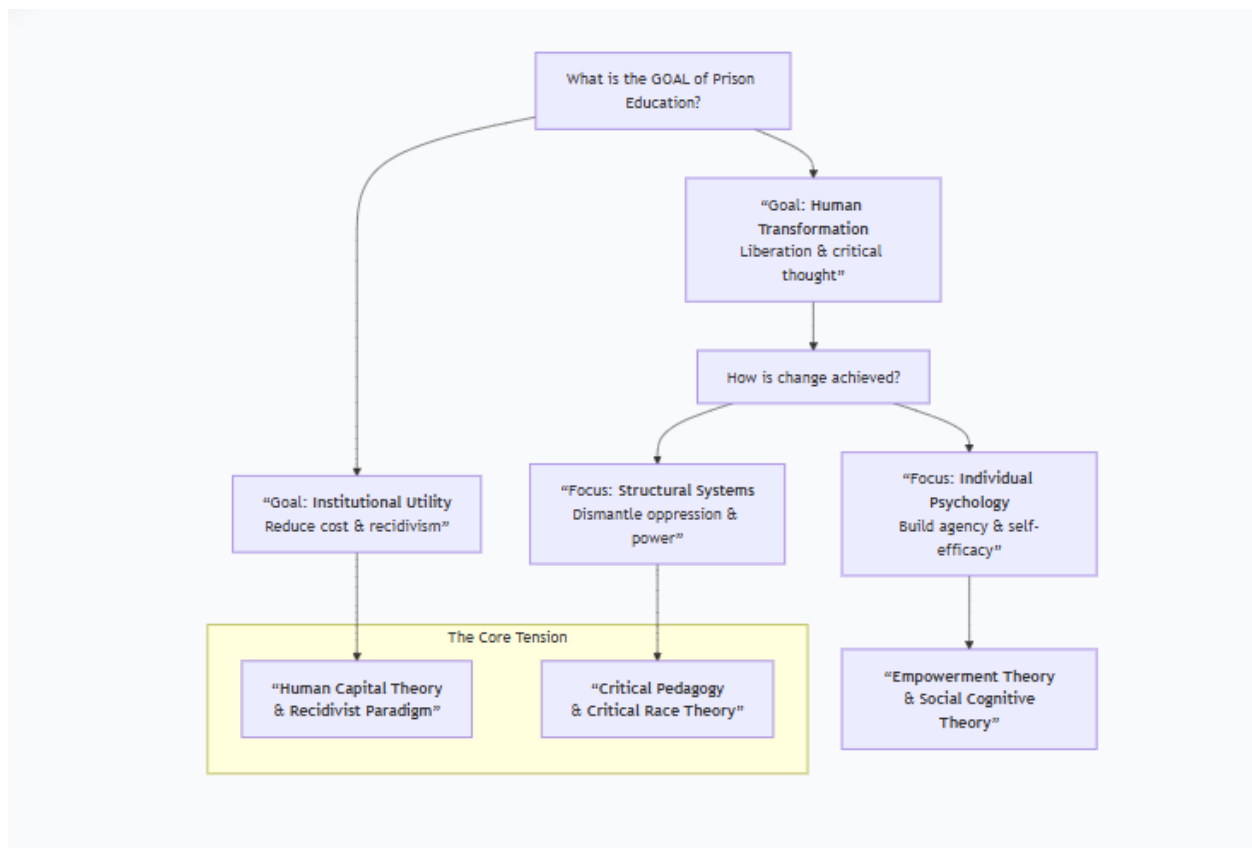 What is the GOAL of Prison
Education?
“Goal: Human
Transformation
Liberation & critical
thought”
How is change achieved?
“Goal: Institutional Utility
Reduce cost & recidivism”
“Focus: Structural Systems
Dismantle oppression &
power”
“Focus: Individual
Psychology
Build agency & self-
efficacy”
The Core Tension
“Human Capital Theory
& Recidivist Paradigm”
“Critical Pedagogy
& Critical Race Theory”
“Empowerment Theory
& Social Cognitive
Theory”